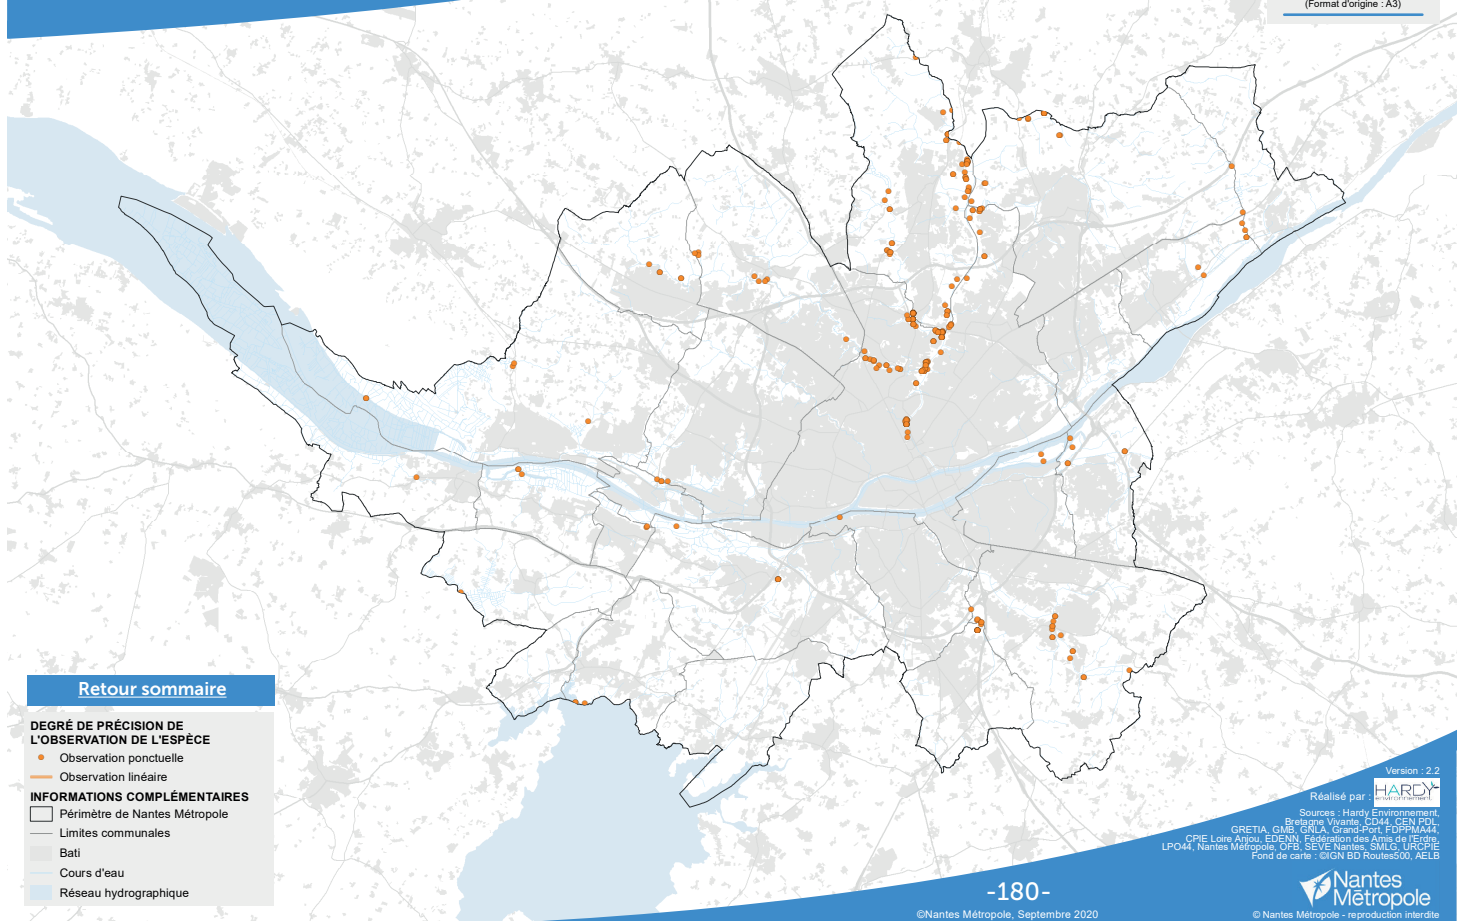 (Format d'origine : A3)
Retour sommaire
DEGRÉ DE PRÉCISION DE
L'OBSERVATION DE L'ESPÈCE
Observation ponctuelle
Observation linéaire
INFORMATIONS COMPLÉMENTAIRES
Périmètre de Nantes Métropole
Limites communales
Bati
Cours d'eau
Réseau hydrographique
Version : 2.2
Réalisé par :
HARDY
environnement
Sources : Hardy Environnement,
Bretagne Vivante, CD44, CEN PDL,
GRETIA, GMB, GNLA, Grand-Port, FDPPMA44,
CPIE Loire Anjou, EDENN, Fédération des Amis de l'Erdre,
LPO44, Nantes Métropole, OFB, SEVE Nantes, SMLG, URCPIE
Fond de carte : ©IGN BD Routes500, AELB
-180-
Nantes
Métropole
©Nantes Métropole, Septembre 2020
© Nantes Métropole - reproduction interdite